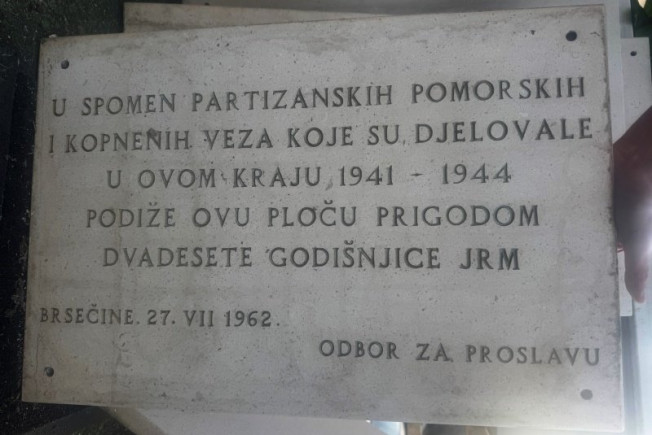 U SPOMEN PARTIZANSKIH POMORSKIH
I KOPNENIH VEZA KOJE SU DJELOVALE
U OVOM KRAJU 1941 - 1944
PODIŽE OVU PLOČU PRIGODOM
DVADESETE GODIŠNJICE JRM
BRSEČINE. 27. VII 1962.
ODBOR ZA PROSLAVU